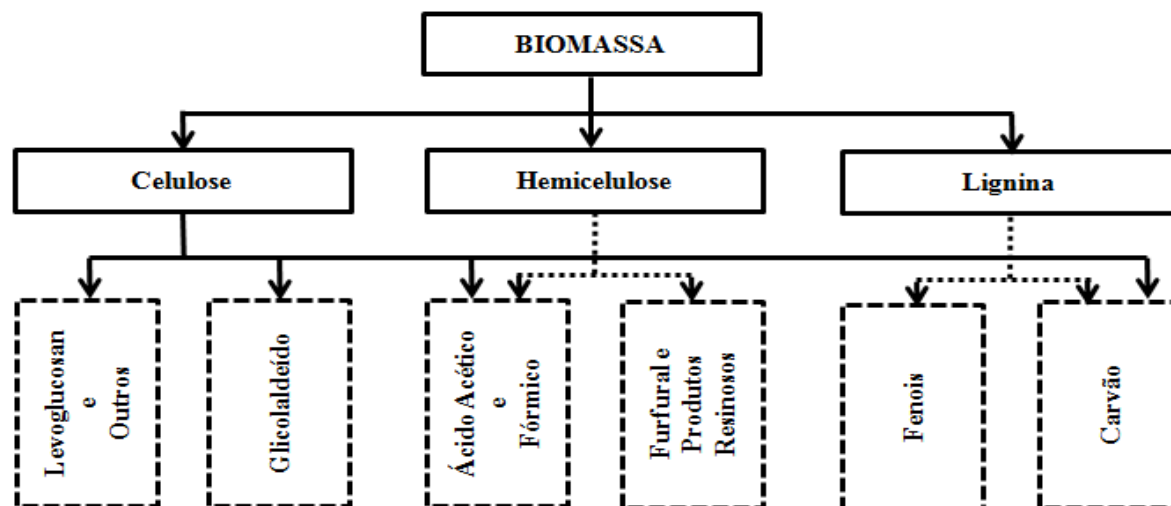 BIOMASSA
Celulose
Hemicelulose
Lignina
Levoglucosan
e
Outros
Glicolaldeído
Ácido Acético
e
Fórmico
Furfural e
Produtos
Resinosos
Fenois
Carvão